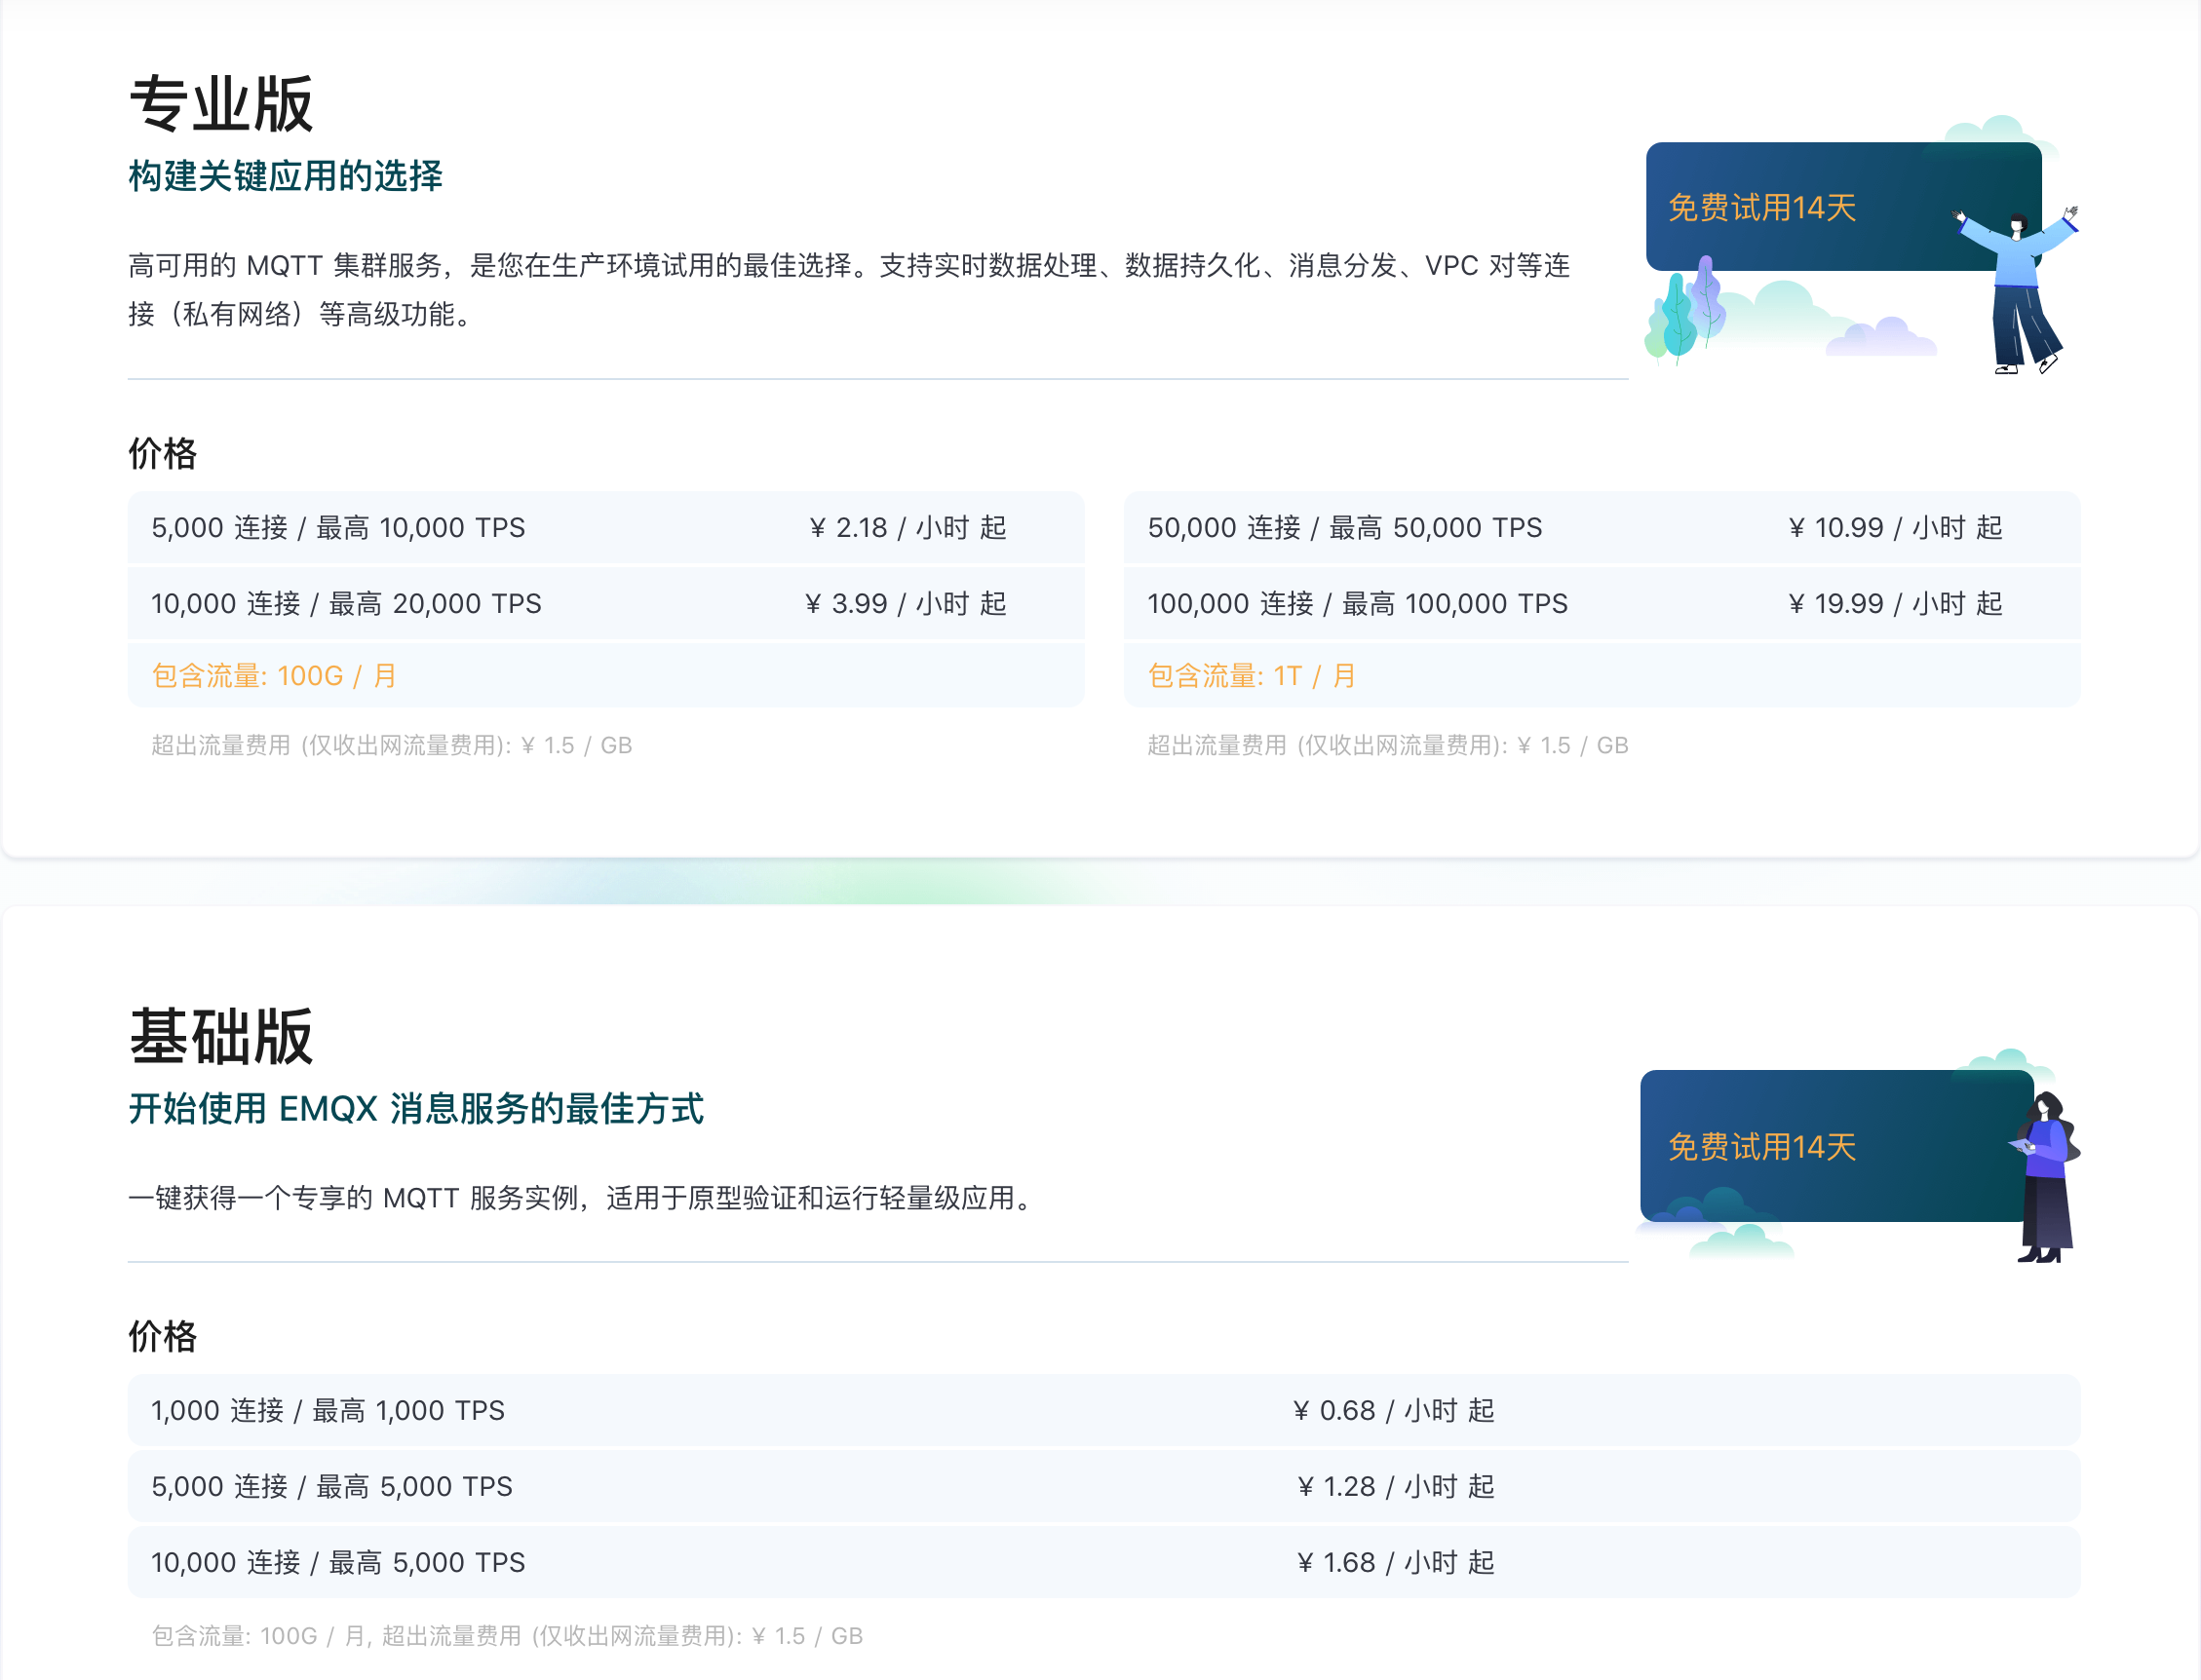 专业版
构建关键应用的选择
高可用的 MQTT 集群服务，是您在生产环境试用的最佳选择。支持实时数据处理、数据持久化、消息分发、VPC 对等连
接（私有网络）等高级功能。
免费试用14天
价格
5,000 连接 / 最高 10,000 TPS ¥ 2.18 / 小时 起
10,000 连接 / 最高 20,000 TPS ¥ 3.99 / 小时 起
包含流量: 100G / 月
超出流量费用 (仅收出网流量费用): ¥ 1.5 / GB
50,000 连接 / 最高 50,000 TPS ¥ 10.99 / 小时 起
100,000 连接 / 最高 100,000 TPS ¥ 19.99 / 小时 起
包含流量: 1T / 月
超出流量费用 (仅收出网流量费用): ¥ 1.5 / GB
基础版
开始使用 EMQX 消息服务的最佳方式
一键获得一个专享的 MQTT 服务实例，适用于原型验证和运行轻量级应用。
免费试用14天
价格
1,000 连接 / 最高 1,000 TPS ¥ 0.68 / 小时 起
5,000 连接 / 最高 5,000 TPS ¥ 1.28 / 小时 起
10,000 连接 / 最高 5,000 TPS ¥ 1.68 / 小时 起
包含流量: 100G / 月, 超出流量费用 (仅收出网流量费用): ¥ 1.5 / GB